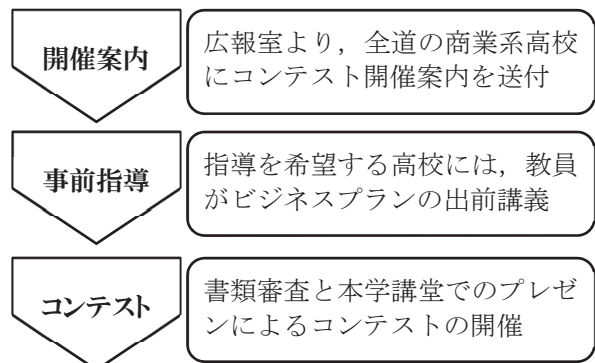 開催案内
広報室より，全道の商業系高校
にコンテスト開催案内を送付
事前指導
指導を希望する高校には，教員
がビジネスプランの出前講義
コンテスト
書類審査と本学講堂でのプレゼ
ンによるコンテストの開催